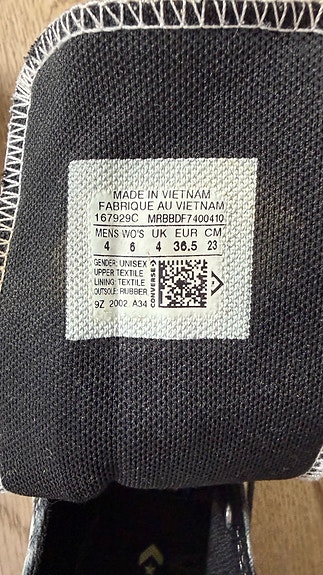 MADE IN VIETNAM
FABRIQUE AU VIETNAM
167929C MRBBDF7400410
MENS WO'S UK EUR CM
4 6 4 36.5 23
GENDER: UNISEX
UPPER:TEXTILE
LINING: TEXTILE
OUTSOLE: RUBBER
9Z 2002 A34
CONVERSE